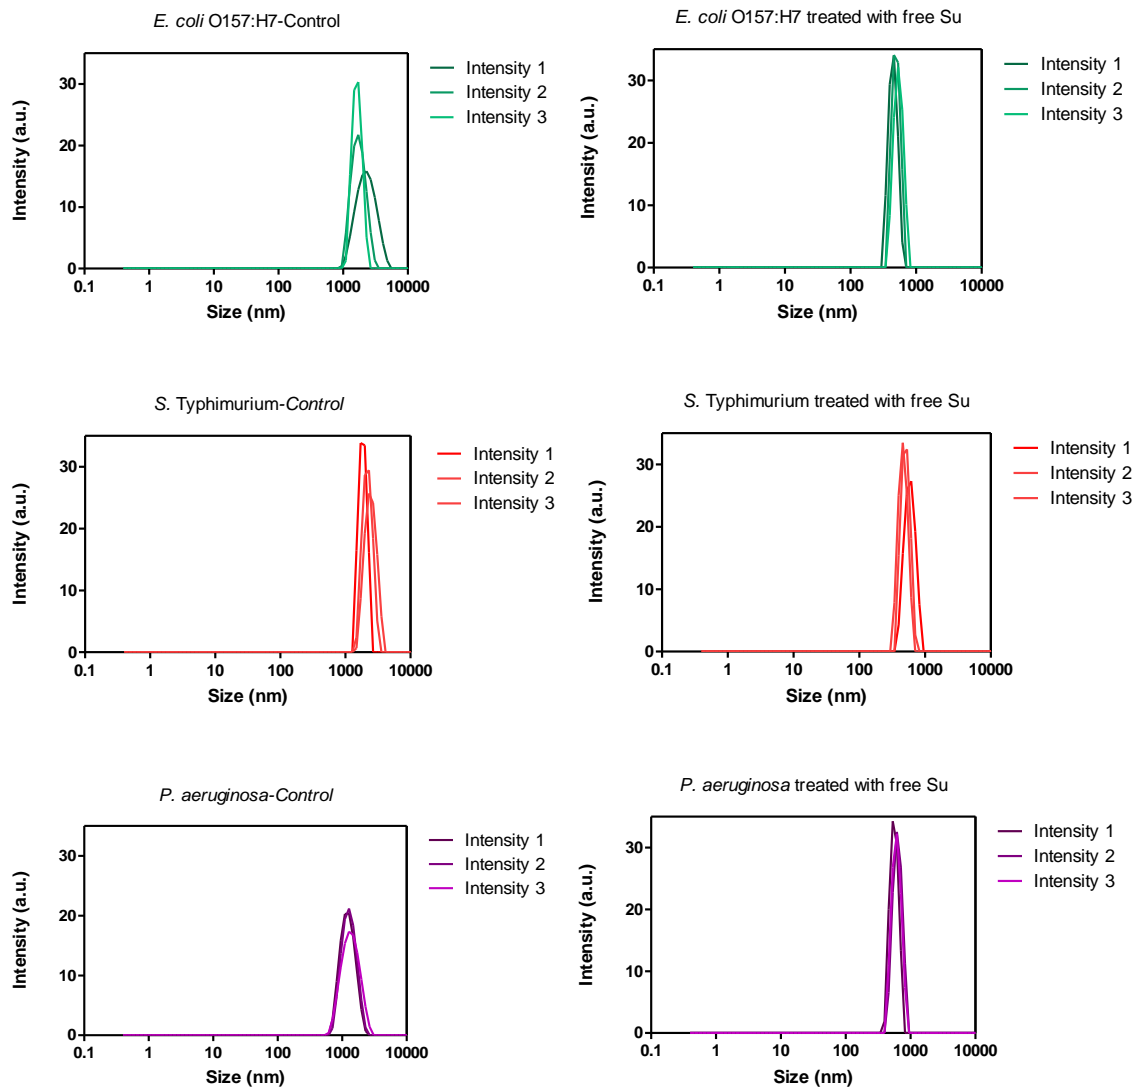 E. coli O157:H7-Control
Intensity (a.u.)
30
20
10
0
0.1 1 10 100 1000 10000
Size (nm)
Intensity 1
Intensity 2
Intensity 3
E. coli O157:H7 treated with free Su
Intensity (a.u.)
30
20
10
0
0.1 1 10 100 1000 10000
Size (nm)
Intensity 1
Intensity 2
Intensity 3
S. Typhimurium-Control
Intensity (a.u.)
30
20
10
0
0.1 1 10 100 1000 10000
Size (nm)
Intensity 1
Intensity 2
Intensity 3
S. Typhimurium treated with free Su
Intensity (a.u.)
30
20
10
0
0.1 1 10 100 1000 10000
Size (nm)
Intensity 1
Intensity 2
Intensity 3
P. aeruginosa-Control
Intensity (a.u.)
30
20
10
0
0.1 1 10 100 1000 10000
Size (nm)
Intensity 1
Intensity 2
Intensity 3
P. aeruginosa treated with free Su
Intensity (a.u.)
30
20
10
0
0.1 1 10 100 1000 10000
Size (nm)
Intensity 1
Intensity 2
Intensity 3